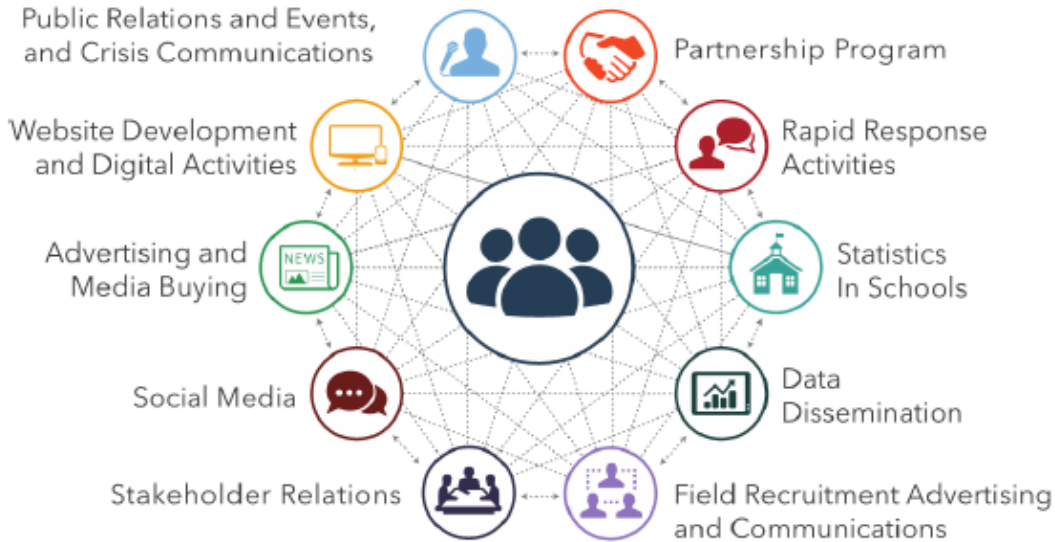 Public Relations and Events,
and Crisis Communications
Partnership Program
Website Development
and Digital Activities
Rapid Response
Activities
Advertising and
Media Buying
NEWS
Statistics
In Schools
Social Media
Data
Dissemination
Stakeholder Relations
Field Recruitment Advertising
and Communications